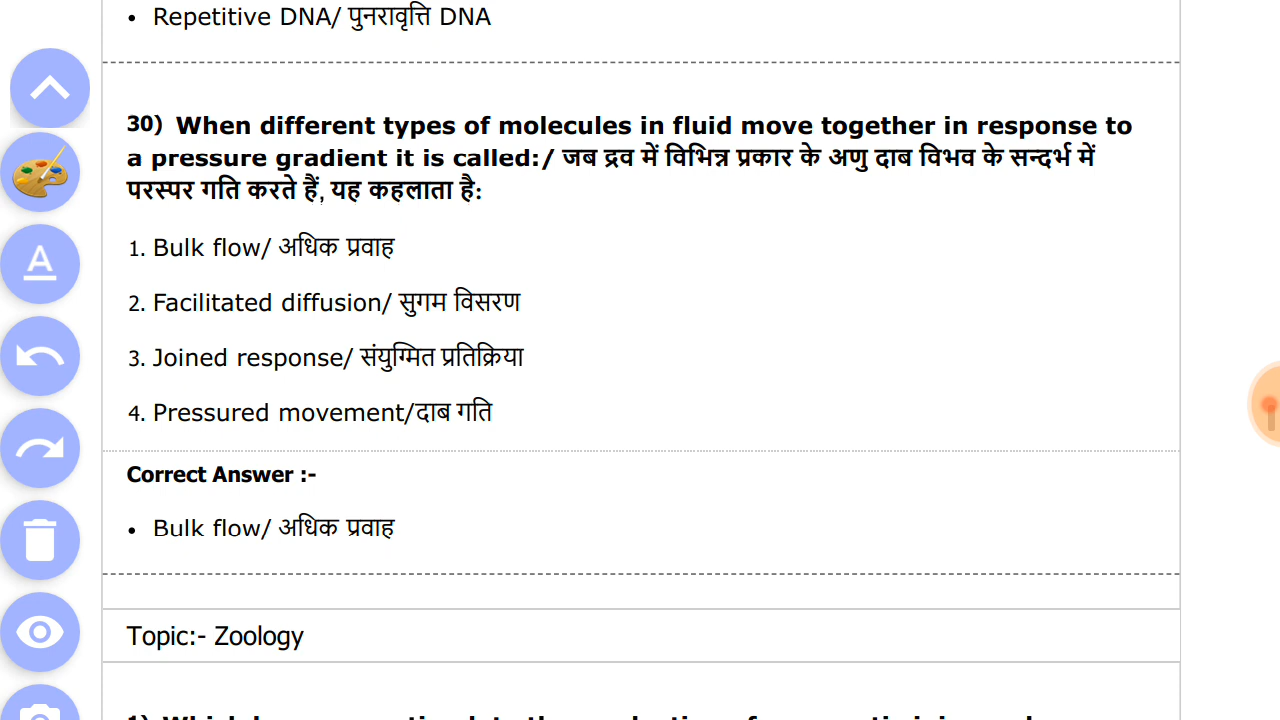 • Repetitive DNA/ पुनरावृत्ति DNA
30) When different types of molecules in fluid move together in response to
a pressure gradient it is called:/ जब द्रव में विभिन्न प्रकार के अणु दाब विभव के सन्दर्भ में
परस्पर गति करते हैं, यह कहलाता है:
1. Bulk flow/ अधिक प्रवाह
2. Facilitated diffusion/ सुगम विसरण
3. Joined response/ संयुग्मित प्रतिक्रिया
4. Pressured movement/दाब गति
Correct Answer :-
• Bulk flow/ अधिक प्रवाह
Topic:- Zoology